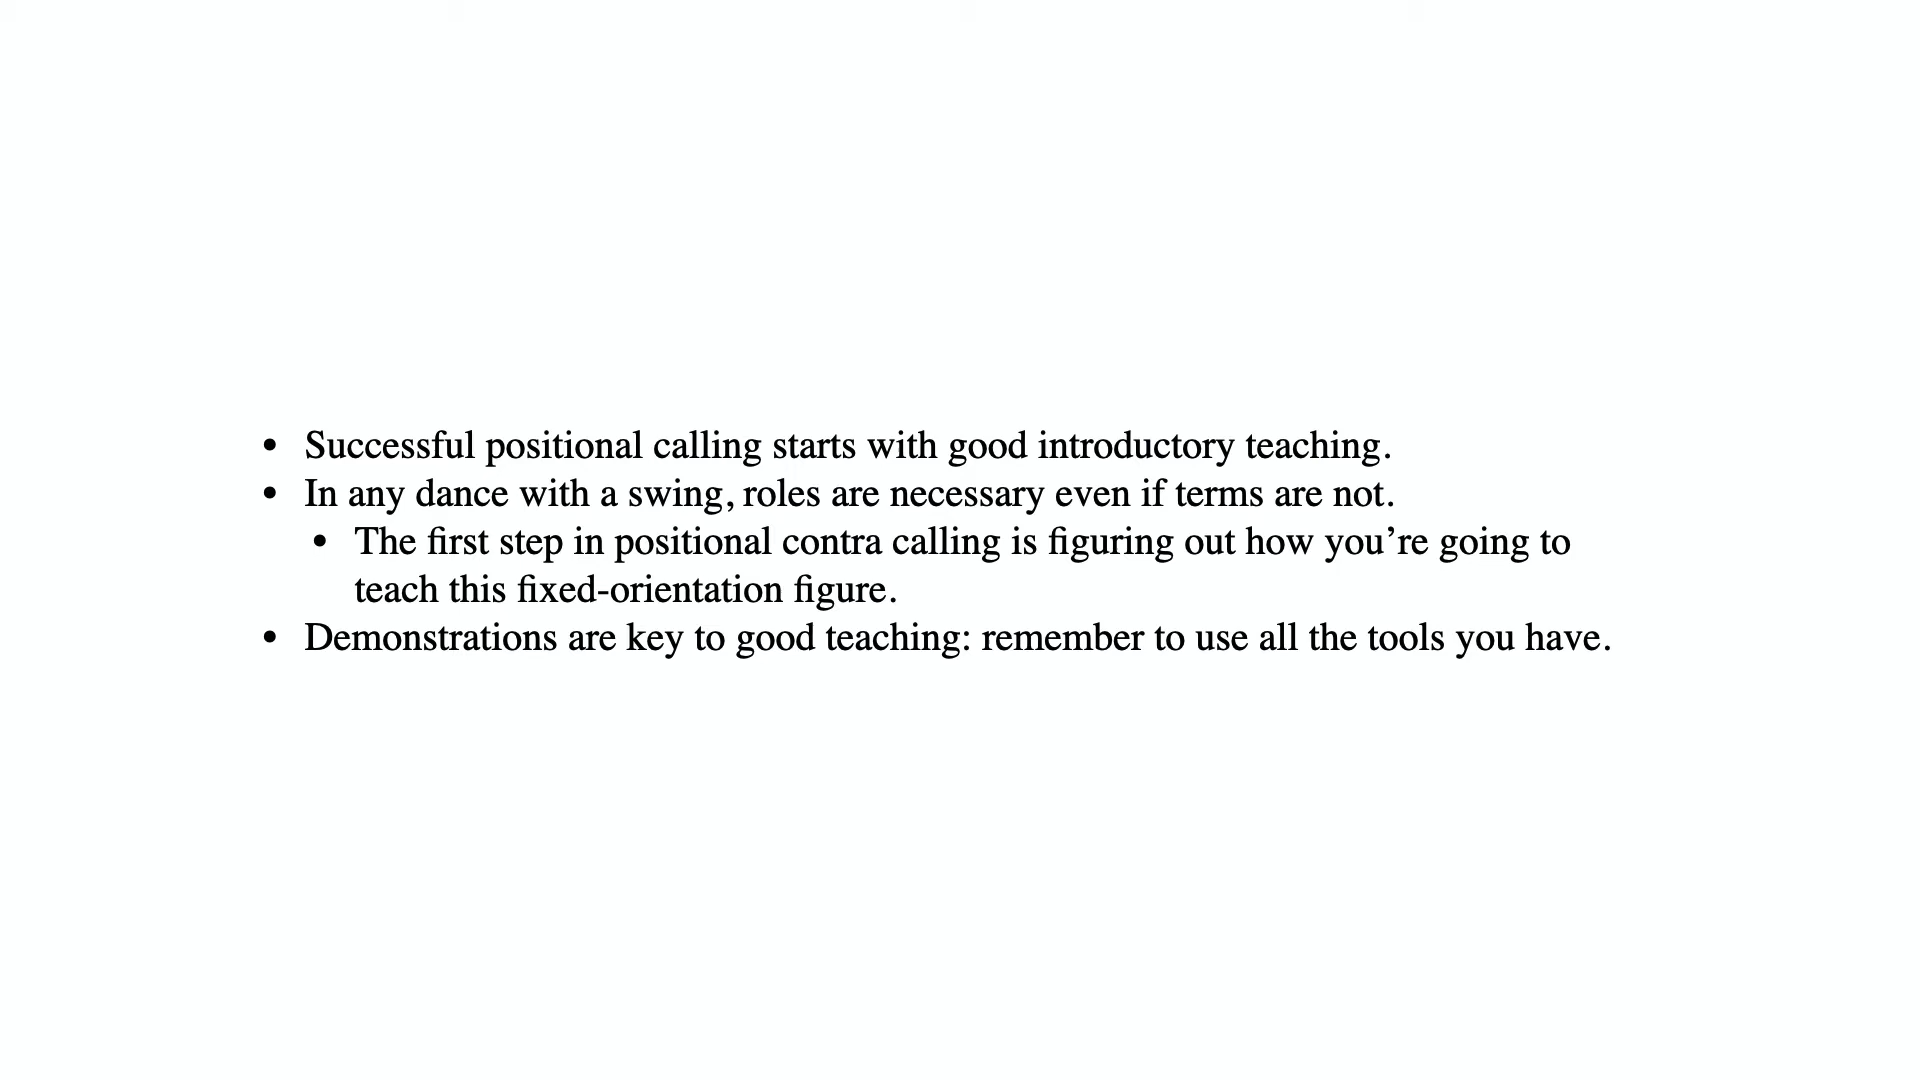 • Successful positional calling starts with good introductory teaching.
• In any dance with a swing, roles are necessary even if terms are not.
• The first step in positional contra calling is figuring out how you’re going to
teach this fixed-orientation figure.
• Demonstrations are key to good teaching: remember to use all the tools you have.